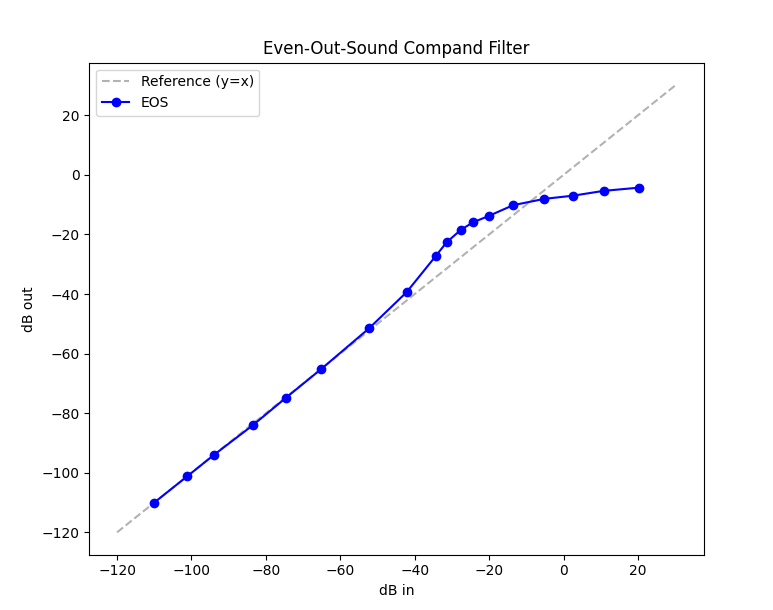 Even-Out-Sound Compand Filter
Reference (y=x)
EOS
20
0
−20
−40
−60
−80
−100
−120
dB out
−120 −100 −80 −60 −40 −20 0 20
dB in